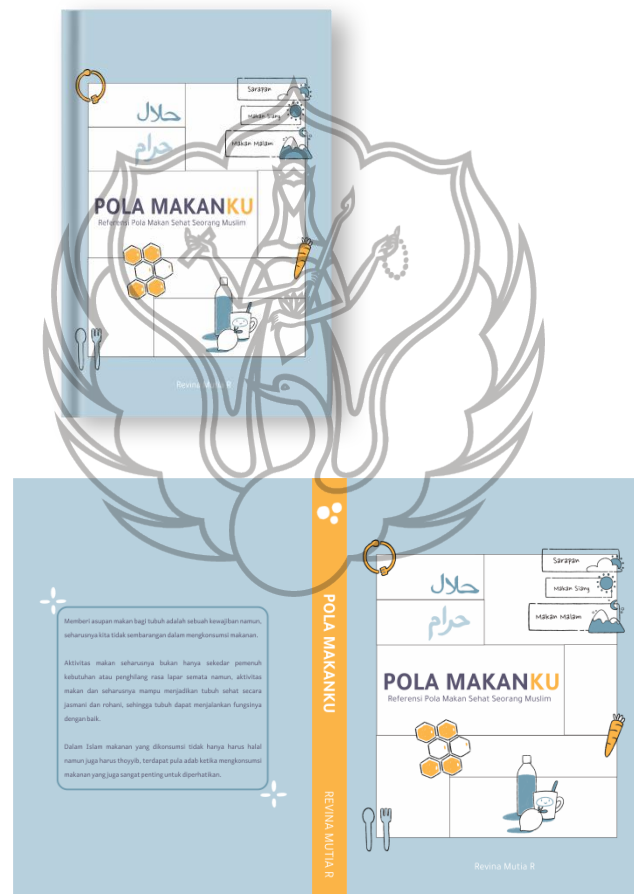 Sarapan
Makan Siang
Makan Malam
حلال
حرام
POLA MAKANKU
Referensi Pola Makan Sehat Seorang Muslim
Revina Mutia R
Memberi asupan makan bagi tubuh adalah sebuah kewajiban namun,
seharusnya kita tidak sembarangan dalam mengkonsumsi makanan.
Aktivitas makan seharusnya bukan hanya sekedar pemenuh
kebutuhan atau penghilang rasa lapar semata namun, aktivitas
makan dan seharusnya mampu menjadikan tubuh sehat secara
jasmani dan rohani, sehingga tubuh dapat menjalankan fungsinya
dengan baik.
Dalam Islam makanan yang dikonsumsi tidak hanya harus halal
namun juga harus thoyyib, terdapat pula adab ketika mengkonsumsi
makanan yang juga sangat penting untuk diperhatikan.
POLA MAKANKU
REVINA MUTIA R
Sarapan
Makan Siang
Makan Malam
حلال
حرام
POLA MAKANKU
Referensi Pola Makan Sehat Seorang Muslim
Revina Mutia R